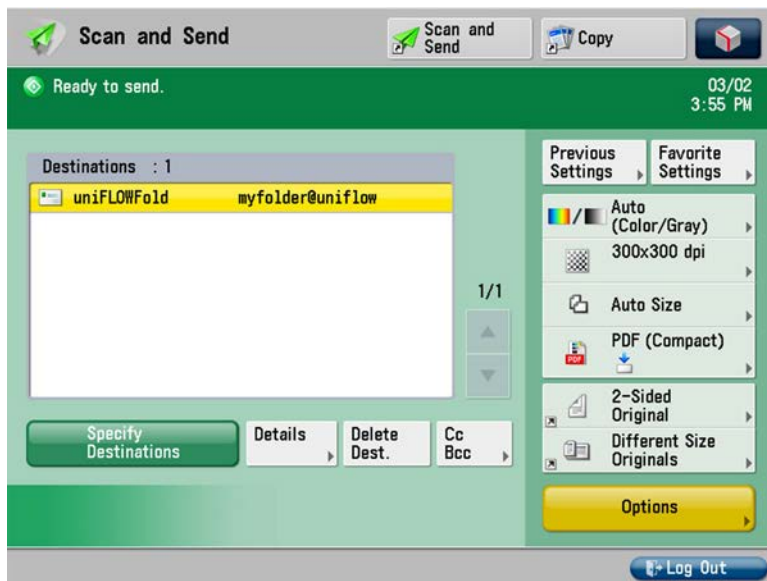 Scan and Send
Scan and
Send
Copy
Ready to send.
03/02
3:55 PM
Destinations : 1
uniFLOWFold myfolder@uniflow
1/1
Previous
Settings
Favorite
Settings
Auto
(Color/Gray)
300x300 dpi
Auto Size
PDF
PDF (Compact)
2-Sided
Original
Different Size
Originals
Specify
Destinations
Details
Delete
Dest.
Cc
Bcc
Options
Log Out